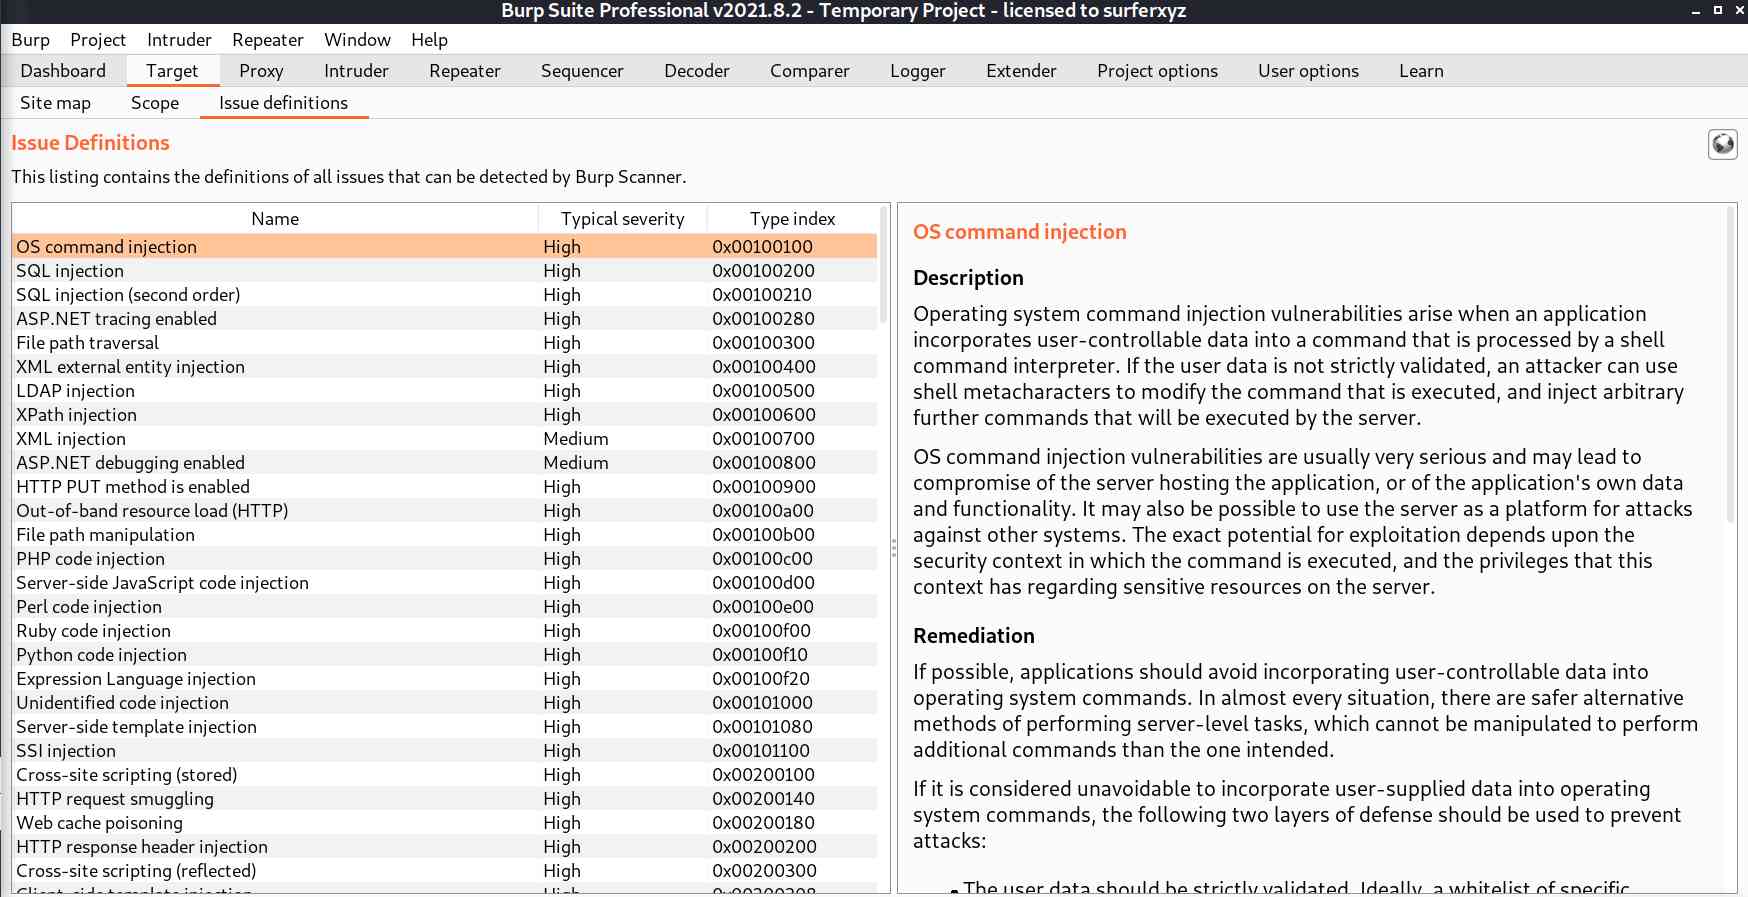 Burp Suite Professional v2021.8.2 - Temporary Project - licensed to surferxyz
Burp Project Intruder Repeater Window Help
Dashboard Target Proxy Intruder Repeater Sequencer Decoder Comparer Logger Extender Project options User options Learn
Site map Scope Issue definitions
Issue Definitions
This listing contains the definitions of all issues that can be detected by Burp Scanner.
Name Typical severity Type index
OS command injection High 0x00100100
SQL injection High 0x00100200
SQL injection (second order) High 0x00100210
ASP.NET tracing enabled High 0x00100280
File path traversal High 0x00100300
XML external entity injection High 0x00100400
LDAP injection High 0x00100500
XPath injection High 0x00100600
XML injection Medium 0x00100700
ASP.NET debugging enabled Medium 0x00100800
HTTP PUT method is enabled High 0x00100900
Out-of-band resource load (HTTP) High 0x00100a00
File path manipulation High 0x00100b00
PHP code injection High 0x00100c00
Server-side JavaScript code injection High 0x00100d00
Perl code injection High 0x00100e00
Ruby code injection High 0x00100f00
Python code injection High 0x00100f10
Expression Language injection High 0x00100f20
Unidentified code injection High 0x00101000
Server-side template injection High 0x00101080
SSI injection High 0x00101100
Cross-site scripting (stored) High 0x00200100
HTTP request smuggling High 0x00200140
Web cache poisoning High 0x00200180
HTTP response header injection High 0x00200200
Cross-site scripting (reflected) High 0x00200300
Client-side template injection High 0x00200308
OS command injection
Description
Operating system command injection vulnerabilities arise when an application
incorporates user-controllable data into a command that is processed by a shell
command interpreter. If the user data is not strictly validated, an attacker can use
shell metacharacters to modify the command that is executed, and inject arbitrary
further commands that will be executed by the server.
OS command injection vulnerabilities are usually very serious and may lead to
compromise of the server hosting the application, or of the application's own data
and functionality. It may also be possible to use the server as a platform for attacks
against other systems. The exact potential for exploitation depends upon the
security context in which the command is executed, and the privileges that this
context has regarding sensitive resources on the server.
Remediation
If possible, applications should avoid incorporating user-controllable data into
operating system commands. In almost every situation, there are safer alternative
methods of performing server-level tasks, which cannot be manipulated to perform
additional commands than the one intended.
If it is considered unavoidable to incorporate user-supplied data into operating
system commands, the following two layers of defense should be used to prevent
attacks:
• The user data should be strictly validated. Ideally, a whitelist of specific